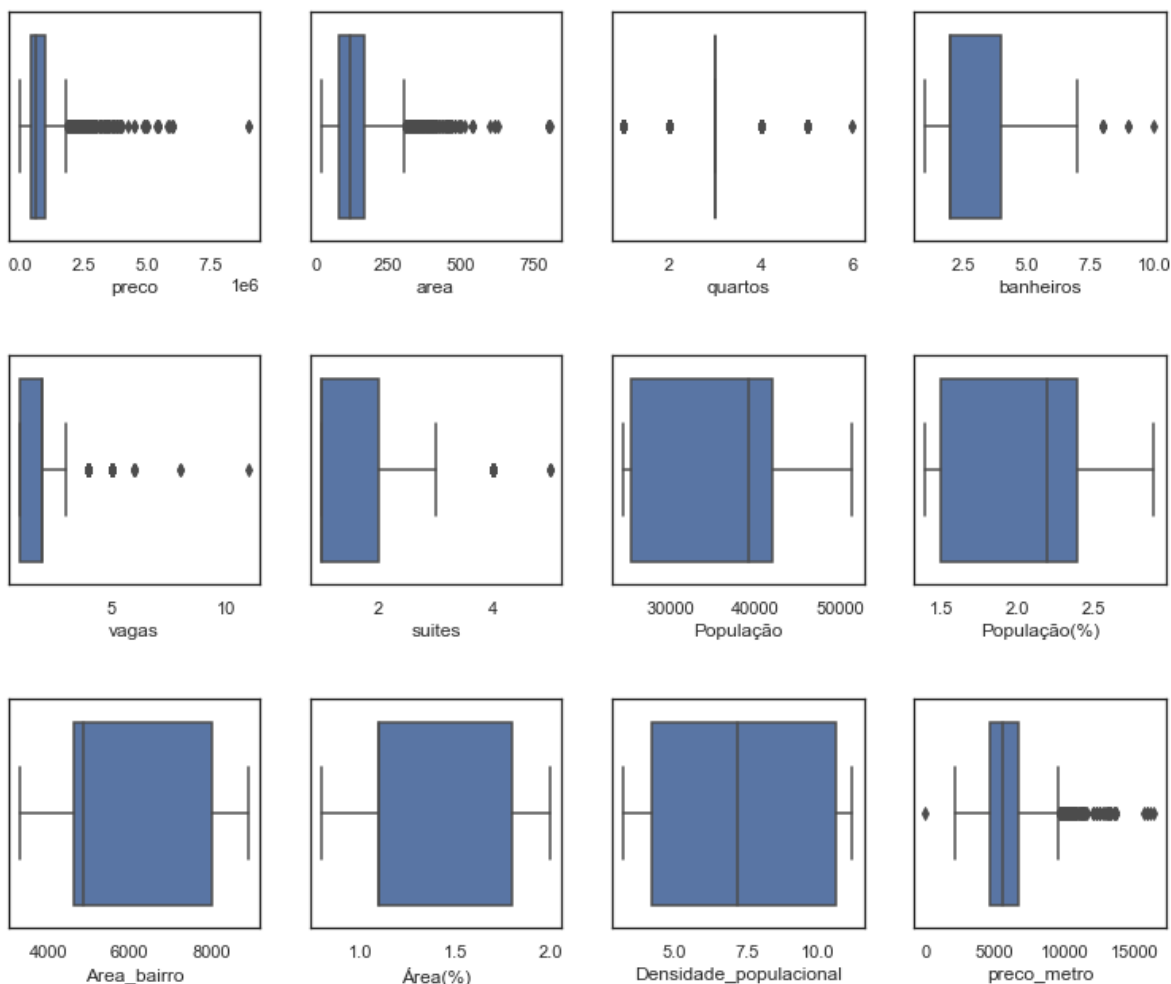 0.0 2.5 5.0 7.5 0 250 500 750 2 4 6 2.5 5.0 7.5 10.0
preco 1e6 area quartos banheiros
5 10 2 4 30000 40000 50000 1.5 2.0 2.5
vagas suites População População(%)
4000 6000 8000 1.0 1.5 2.0 5.0 7.5 10.0 0 5000 10000 15000
Area_bairro Área(%) Densidade_populacional preco_metro